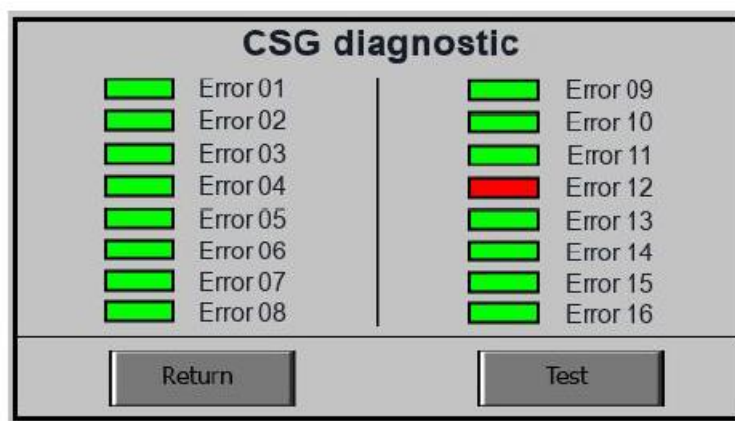 CSG diagnostic
Error 01
Error 02
Error 03
Error 04
Error 05
Error 06
Error 07
Error 08
Error 09
Error 10
Error 11
Error 12
Error 13
Error 14
Error 15
Error 16
Return
Test